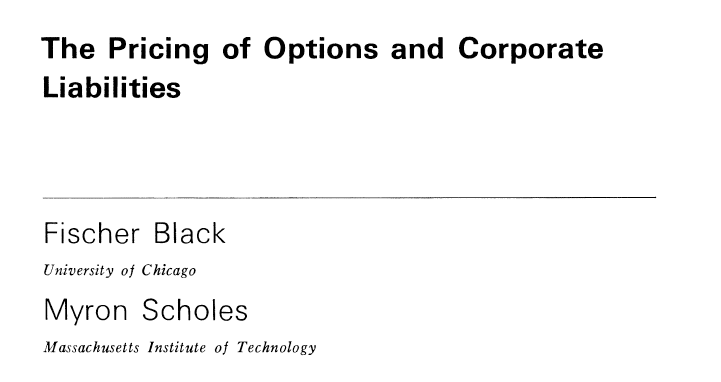 The Pricing of Options and Corporate
Liabilities
Fischer Black
University of Chicago
Myron Scholes
Massachusetts Institute of Technology